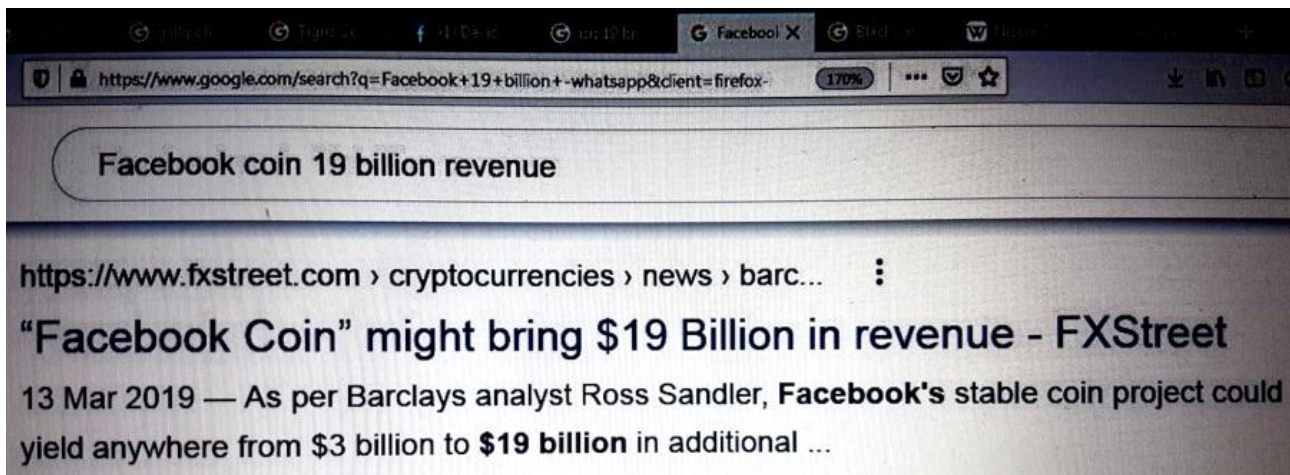 Facebook X
https://www.google.com/search?q=Facebook+19+billion+-whatsapp&client=firefox- 170%
Facebook coin 19 billion revenue
https://www.fxstreet.com › cryptocurrencies › news › barc...
“Facebook Coin” might bring $19 Billion in revenue - FXStreet
13 Mar 2019 — As per Barclays analyst Ross Sandler, Facebook's stable coin project could
yield anywhere from $3 billion to $19 billion in additional ...